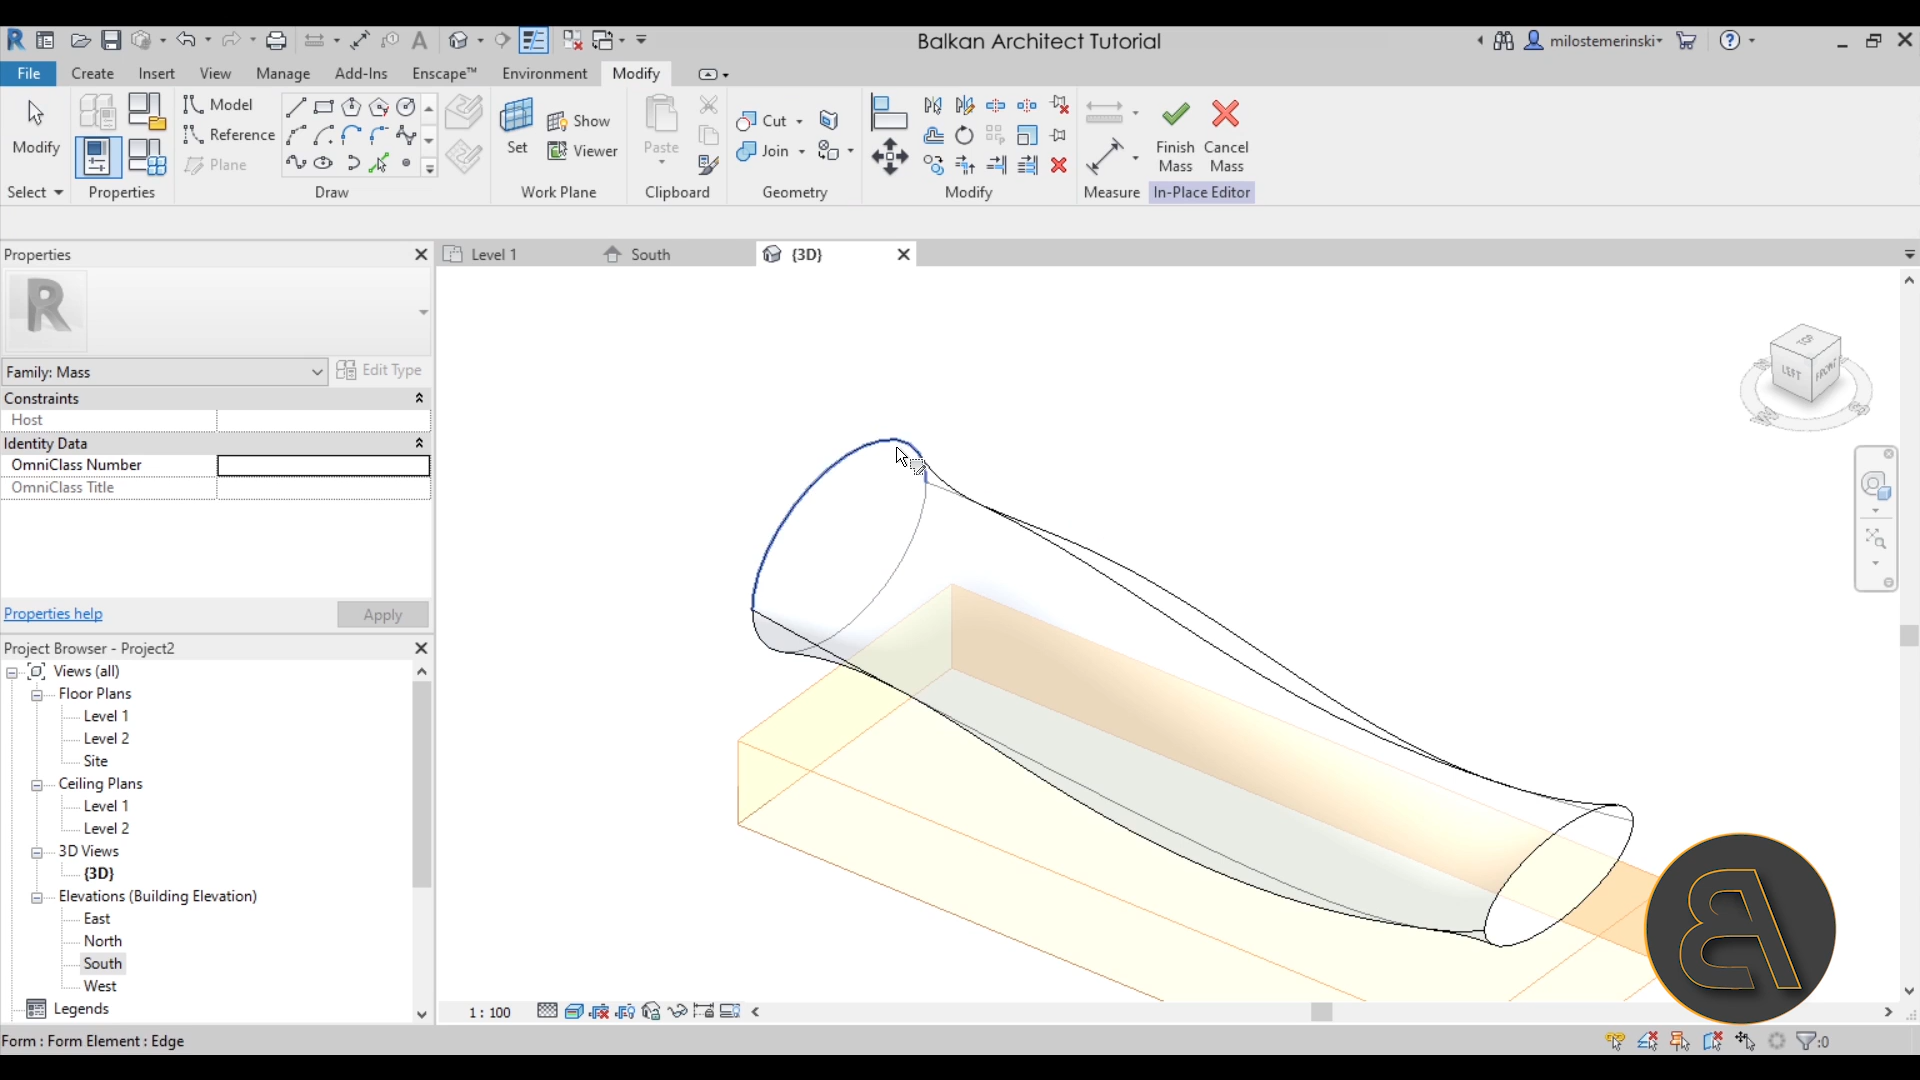 Balkan Architect Tutorial
milostemerinski
File Create Insert View Manage Add-Ins Enscape™ Environment Modify
Modify
Model
Reference
Plane
Set
Show
Viewer
Paste
Cut
Join
Finish Mass
Cancel Mass
Select Properties Draw Work Plane Clipboard Geometry Modify Measure In-Place Editor
Properties
Level 1
South
{3D}
R
Family: Mass
Edit Type
Constraints
Host
Identity Data
OmniClass Number
OmniClass Title
Properties help
Apply
TOP
LEFT
FRONT
Project Browser - Project2
Views (all)
Floor Plans
Level 1
Level 2
Site
Ceiling Plans
Level 1
Level 2
3D Views
{3D}
Elevations (Building Elevation)
East
North
South
West
Legends
1 : 100
Form : Form Element : Edge
:0